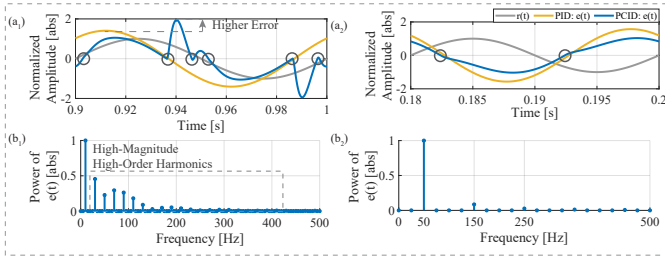 (a₁)
Normalized
Amplitude [abs]
2
0
-2
Higher Error
0.9
0.92
0.94
0.96
0.98
1
Time [s]
(a₂)
Normalized
Amplitude [abs]
2
0
-2
r(t)
PID: e(t)
PCID: e(t)
0.18
0.185
0.19
0.195
0.2
Time [s]
(b₁)
Power of
e(t) [abs]
1
0.5
0
High-Magnitude
High-Order Harmonics
0
100
200
300
400
500
Frequency [Hz]
(b₂)
Power of
e(t) [abs]
1
0.5
0
0
50
150
250
500
Frequency [Hz]